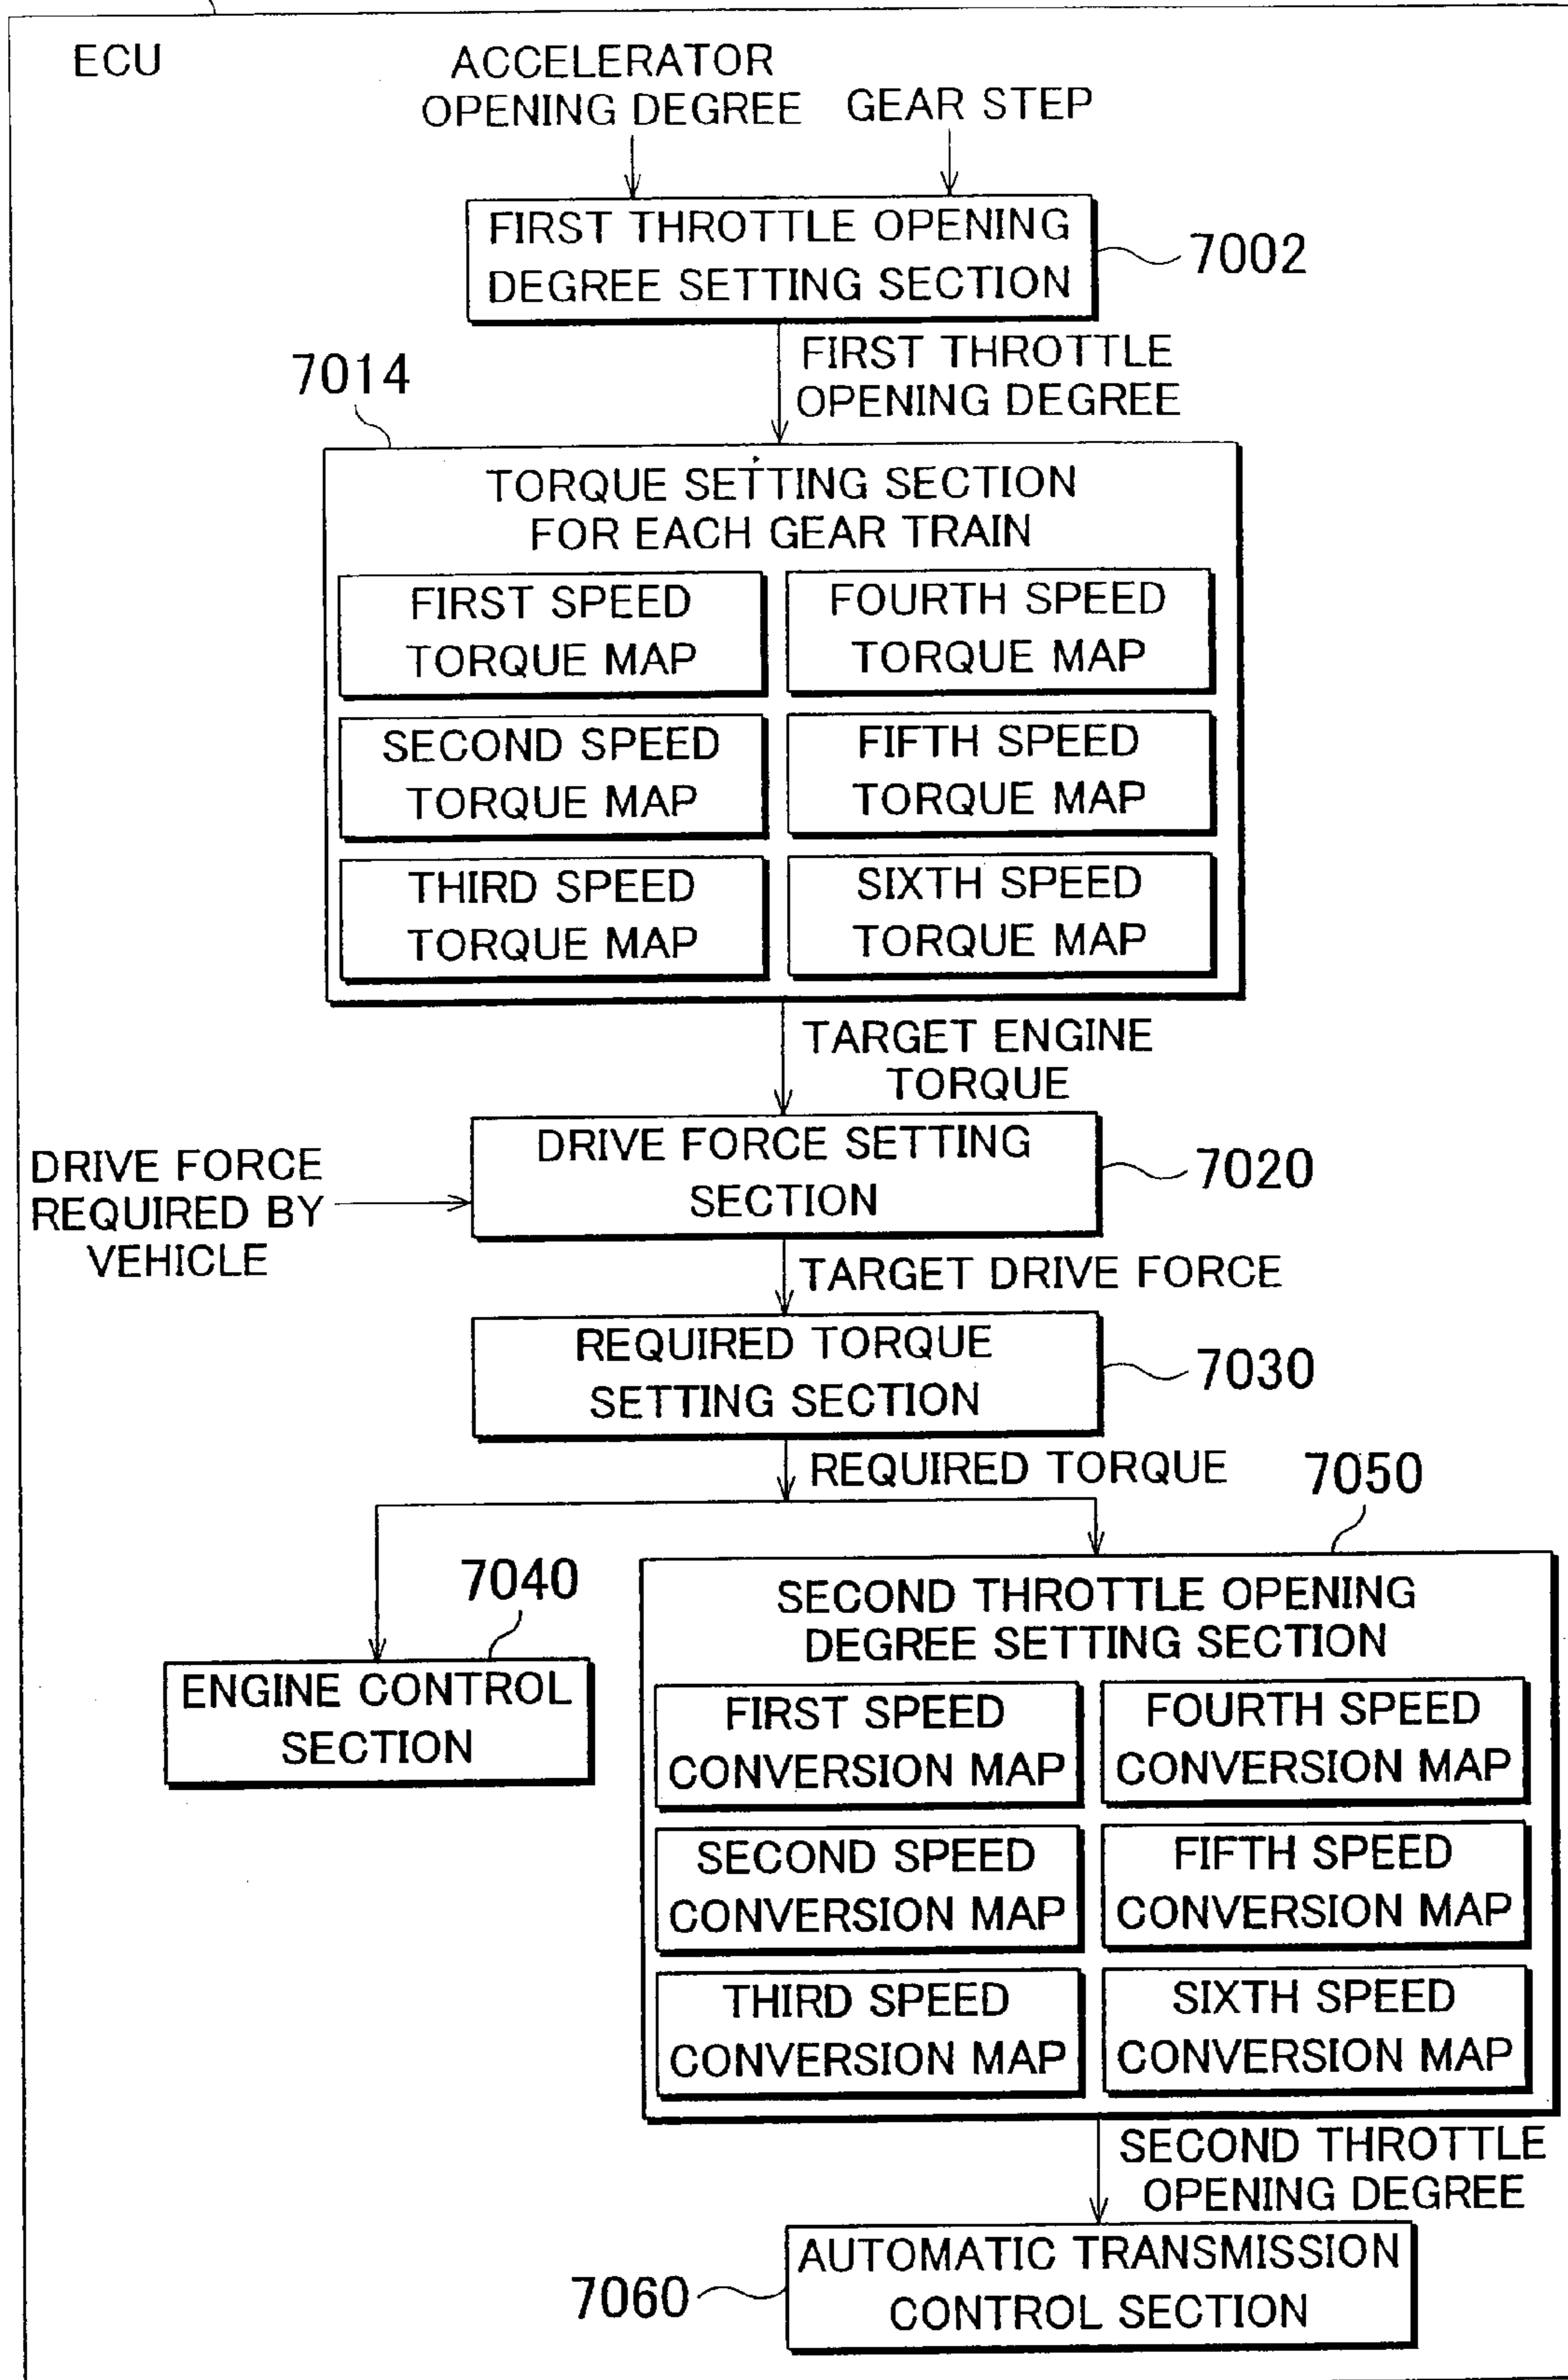 ECU
ACCELERATOR
OPENING DEGREE
GEAR STEP
FIRST THROTTLE OPENING
DEGREE SETTING SECTION
7002
FIRST THROTTLE
OPENING DEGREE
7014
TORQUE SETTING SECTION
FOR EACH GEAR TRAIN
FIRST SPEED
TORQUE MAP
FOURTH SPEED
TORQUE MAP
SECOND SPEED
TORQUE MAP
FIFTH SPEED
TORQUE MAP
THIRD SPEED
TORQUE MAP
SIXTH SPEED
TORQUE MAP
TARGET ENGINE
TORQUE
DRIVE FORCE
REQUIRED BY
VEHICLE
DRIVE FORCE SETTING
SECTION
7020
TARGET DRIVE FORCE
REQUIRED TORQUE
SETTING SECTION
7030
REQUIRED TORQUE
7040
ENGINE CONTROL
SECTION
7050
SECOND THROTTLE OPENING
DEGREE SETTING SECTION
FIRST SPEED
CONVERSION MAP
FOURTH SPEED
CONVERSION MAP
SECOND SPEED
CONVERSION MAP
FIFTH SPEED
CONVERSION MAP
THIRD SPEED
CONVERSION MAP
SIXTH SPEED
CONVERSION MAP
SECOND THROTTLE
OPENING DEGREE
7060
AUTOMATIC TRANSMISSION
CONTROL SECTION